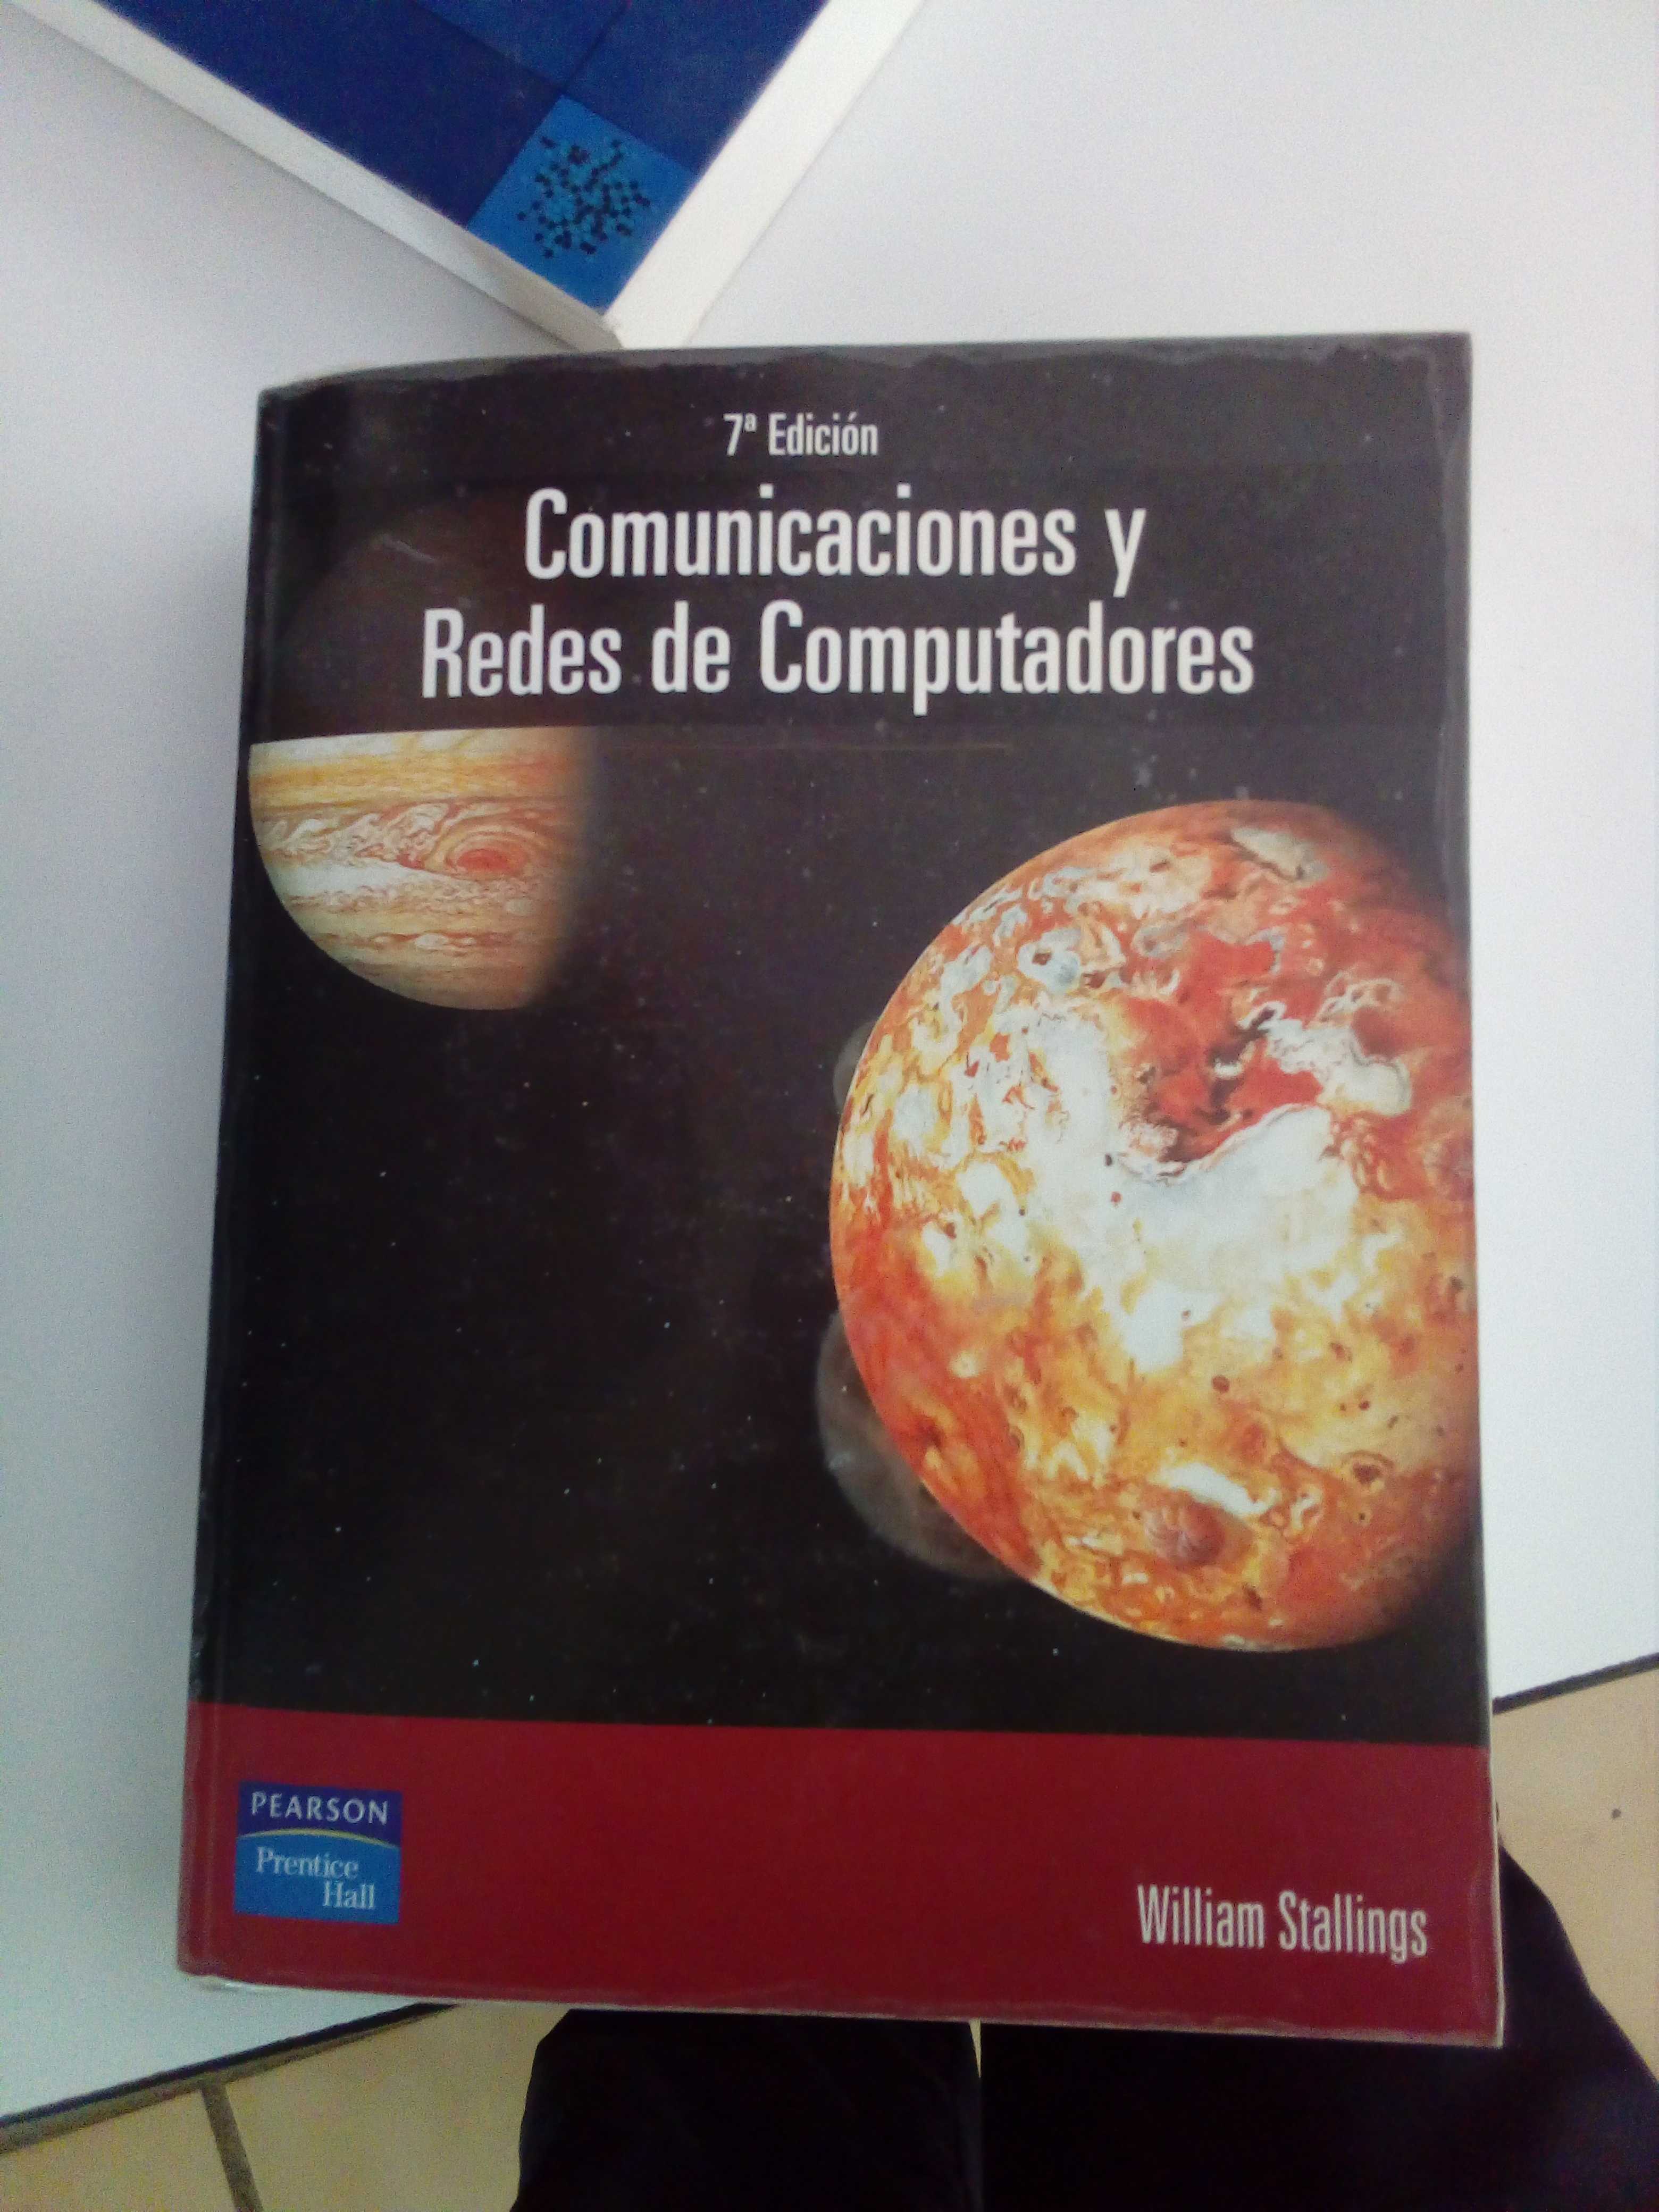 7ª Edición
Comunicaciones y
Redes de Computadores
PEARSON
Prentice
Hall
William Stallings